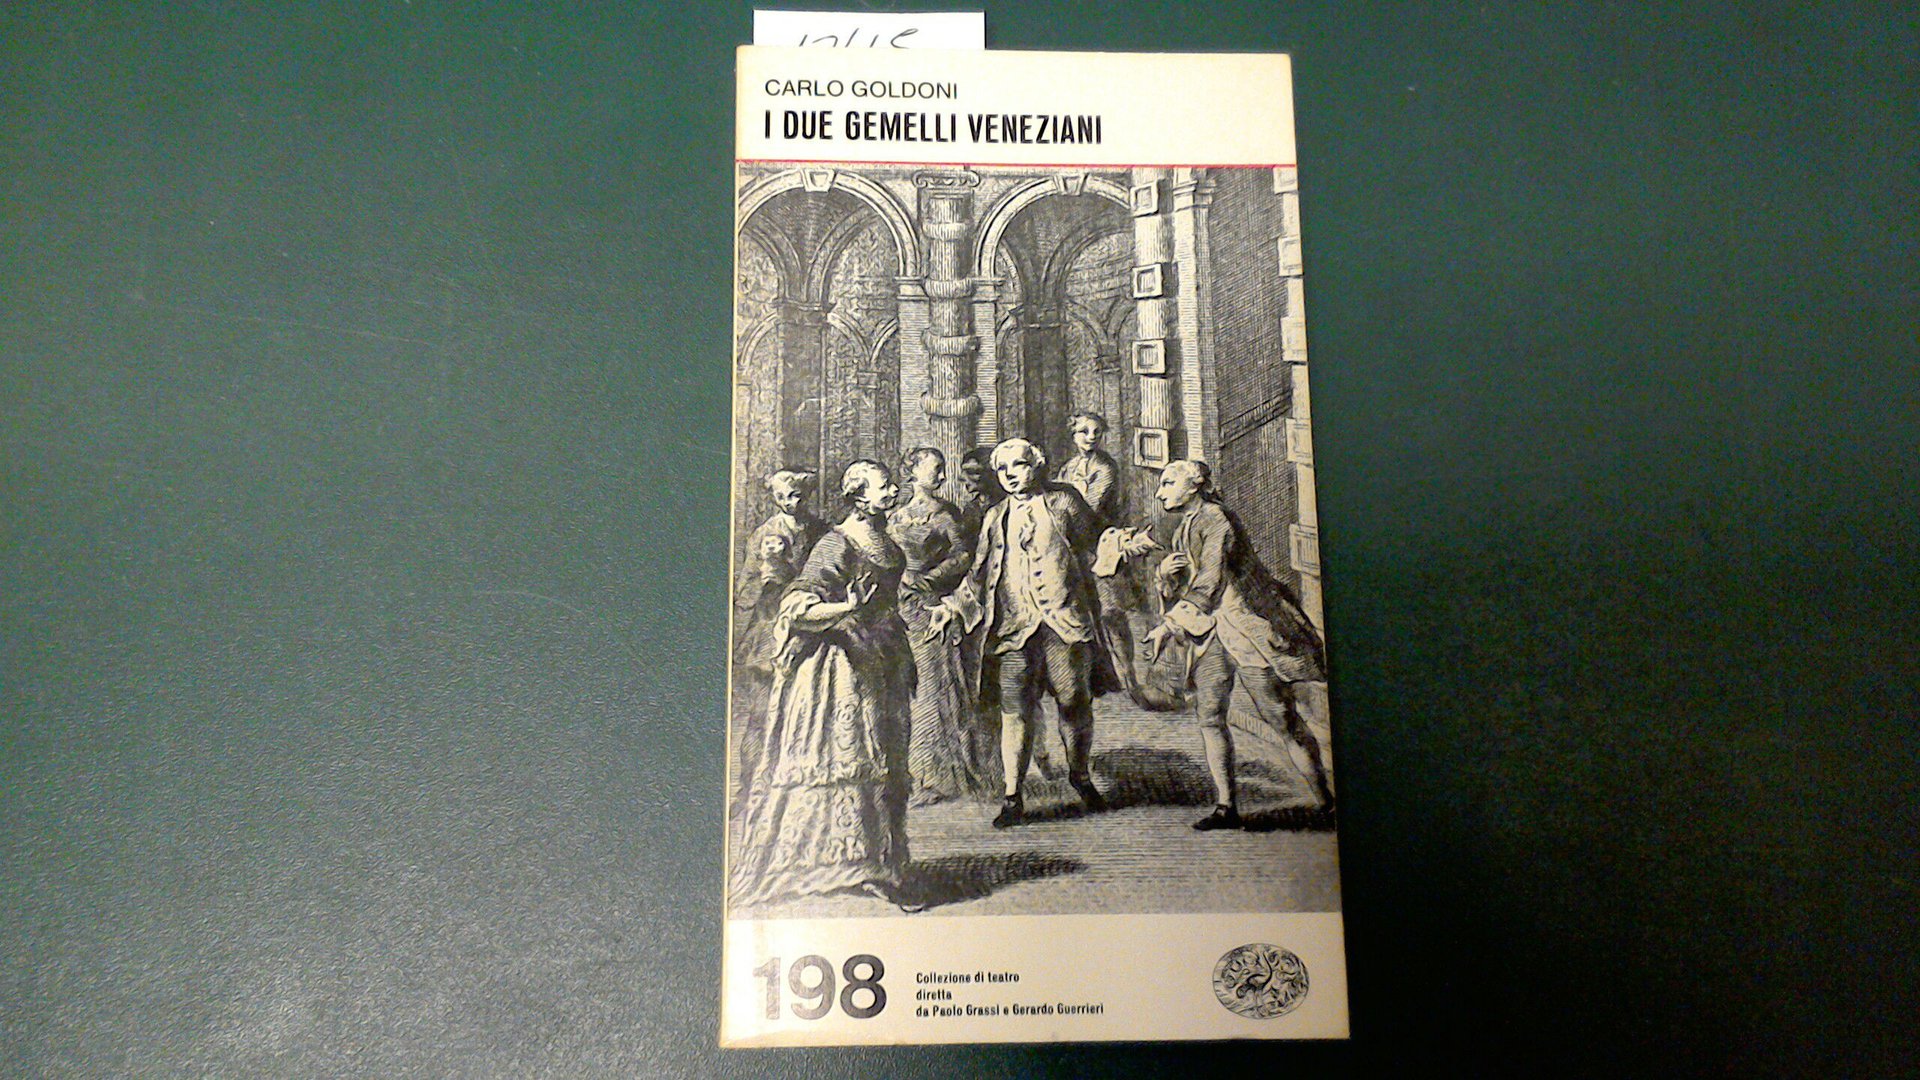 CARLO GOLDONI
I DUE GEMELLI VENEZIANI
198
Collezione di teatro
diretta
da Paolo Grassi e Gerardo Guerrieri